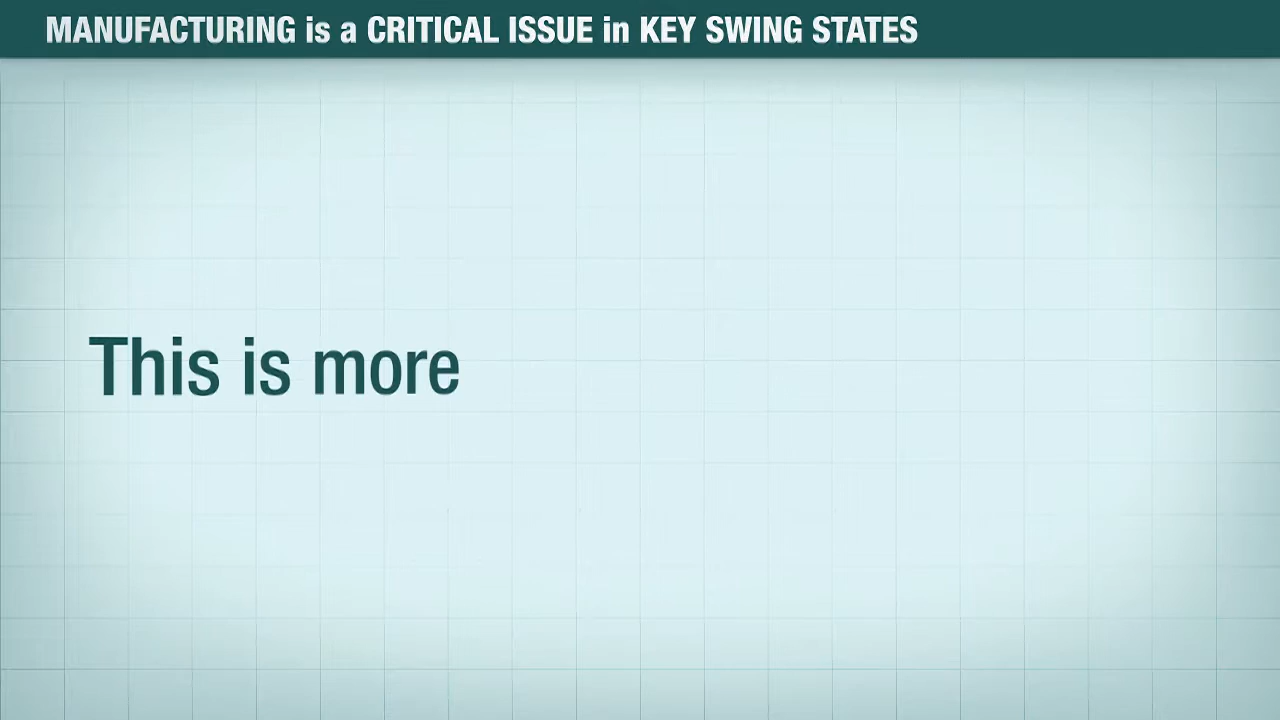 MANUFACTURING is a CRITICAL ISSUE in KEY SWING STATES
This is more